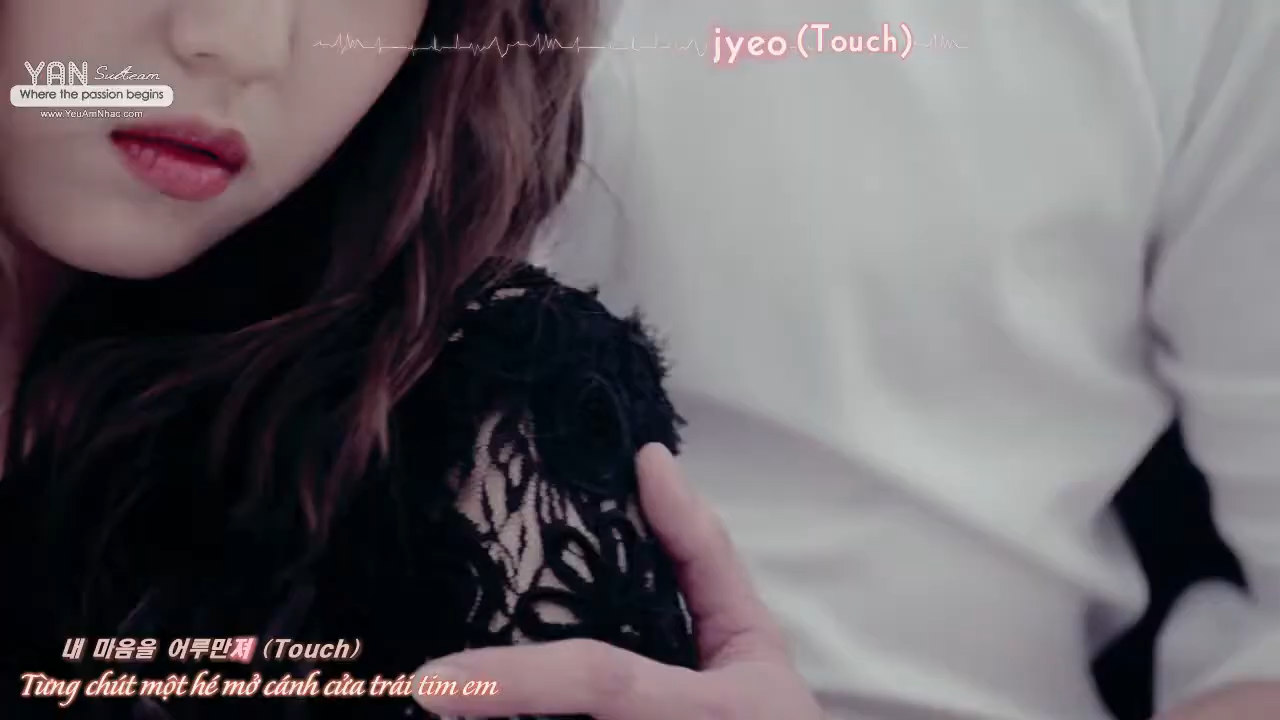 jyeo (Touch)
YAN Subteam
Where the passion begins
www.YeuAmNhac.com
내 마음을 어루만져 (Touch)
Từng chút một hé mở cánh cửa trái tim em